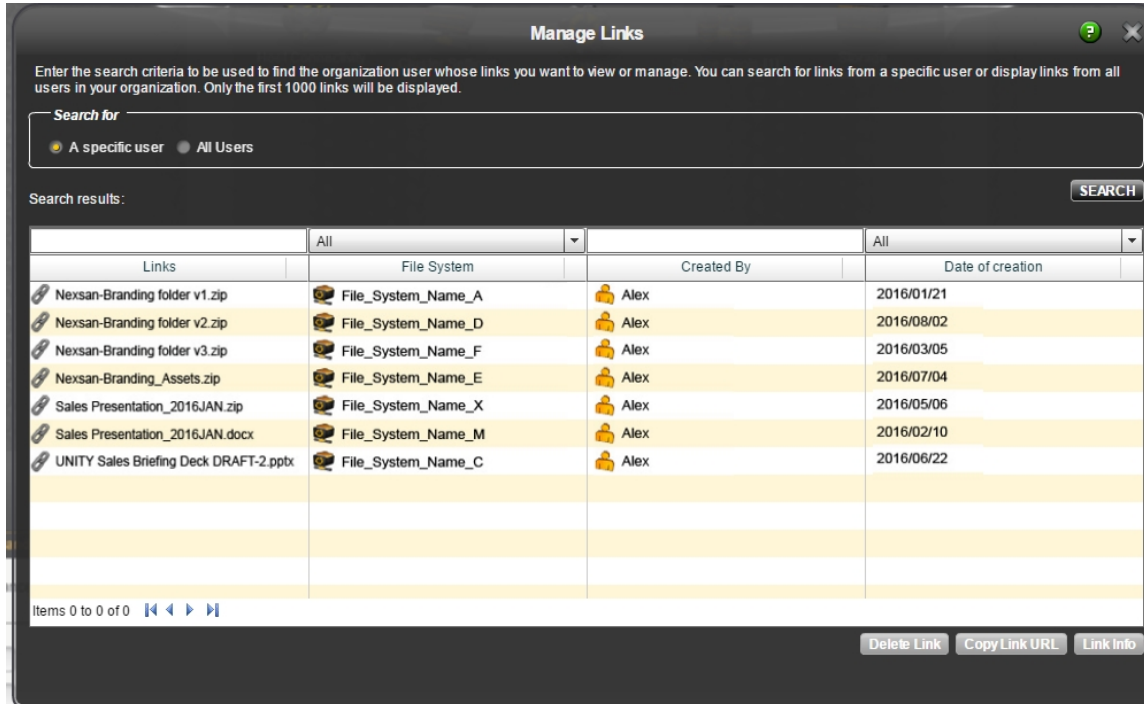 Manage Links
?
Enter the search criteria to be used to find the organization user whose links you want to view or manage. You can search for links from a specific user or display links from all
users in your organization. Only the first 1000 links will be displayed.
Search for
A specific user All Users
SEARCH
Search results:
All All
Links File System Created By Date of creation
Nexsan-Branding folder v1.zip File_System_Name_A Alex 2016/01/21
Nexsan-Branding folder v2.zip File_System_Name_D Alex 2016/08/02
Nexsan-Branding folder v3.zip File_System_Name_F Alex 2016/03/05
Nexsan-Branding_Assets.zip File_System_Name_E Alex 2016/07/04
Sales Presentation_2016JAN.zip File_System_Name_X Alex 2016/05/06
Sales Presentation_2016JAN.docx File_System_Name_M Alex 2016/02/10
UNITY Sales Briefing Deck DRAFT-2.pptx File_System_Name_C Alex 2016/06/22
Items 0 to 0 of 0
Delete Link Copy Link URL Link Info